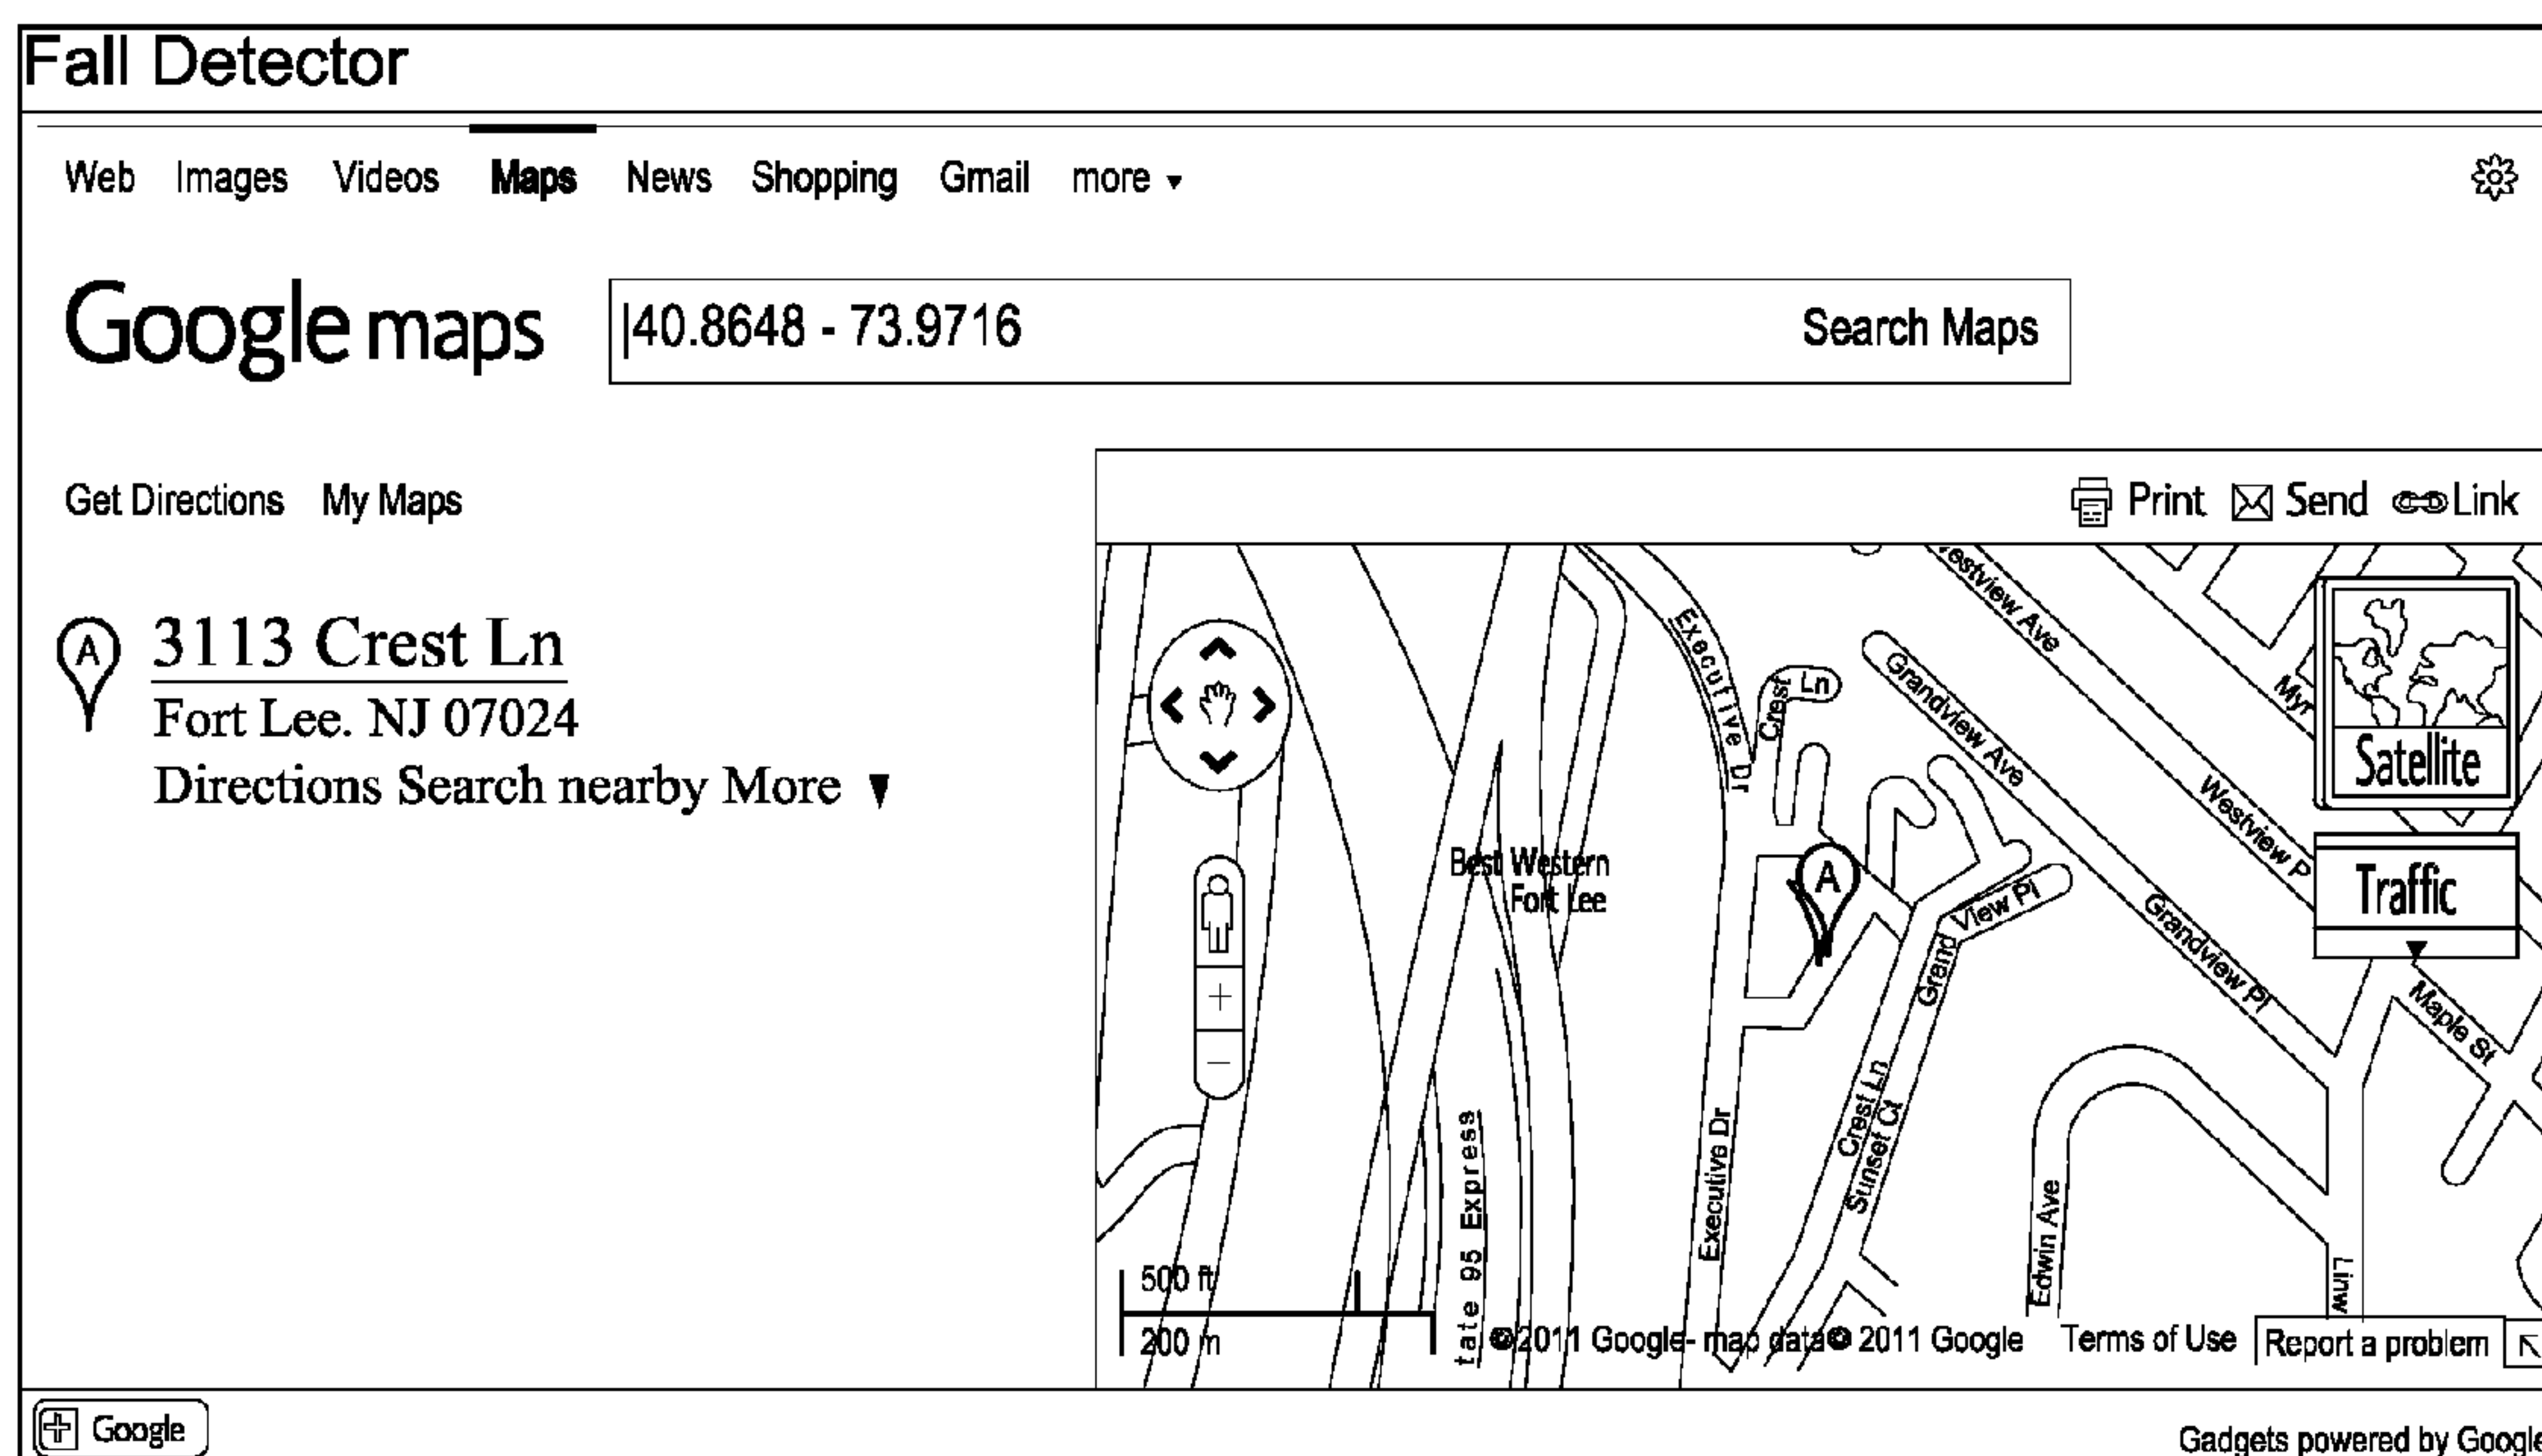 Fall Detector
Web Images Videos Maps News Shopping Gmail more ▼
Google maps
40.8648 - 73.9716 Search Maps
Get Directions My Maps
Print Send Link
A 3113 Crest Ln
Fort Lee. NJ 07024
Directions Search nearby More ▼
Executive Dr
Crest Ln
Grandview Ave
estview Ave
Myr
Satellite
Westview P
Traffic
Best Western
Fort Lee
A
Grand View Pl
Grandview Pl
Maple St
+
−
Crest Ln
Sunset Ct
Executive Dr
tate 95 Express
Edwin Ave
Linw
500 ft
200 m
©2011 Google- map data© 2011 Google Terms of Use Report a problem
Google
Gadgets powered by Google